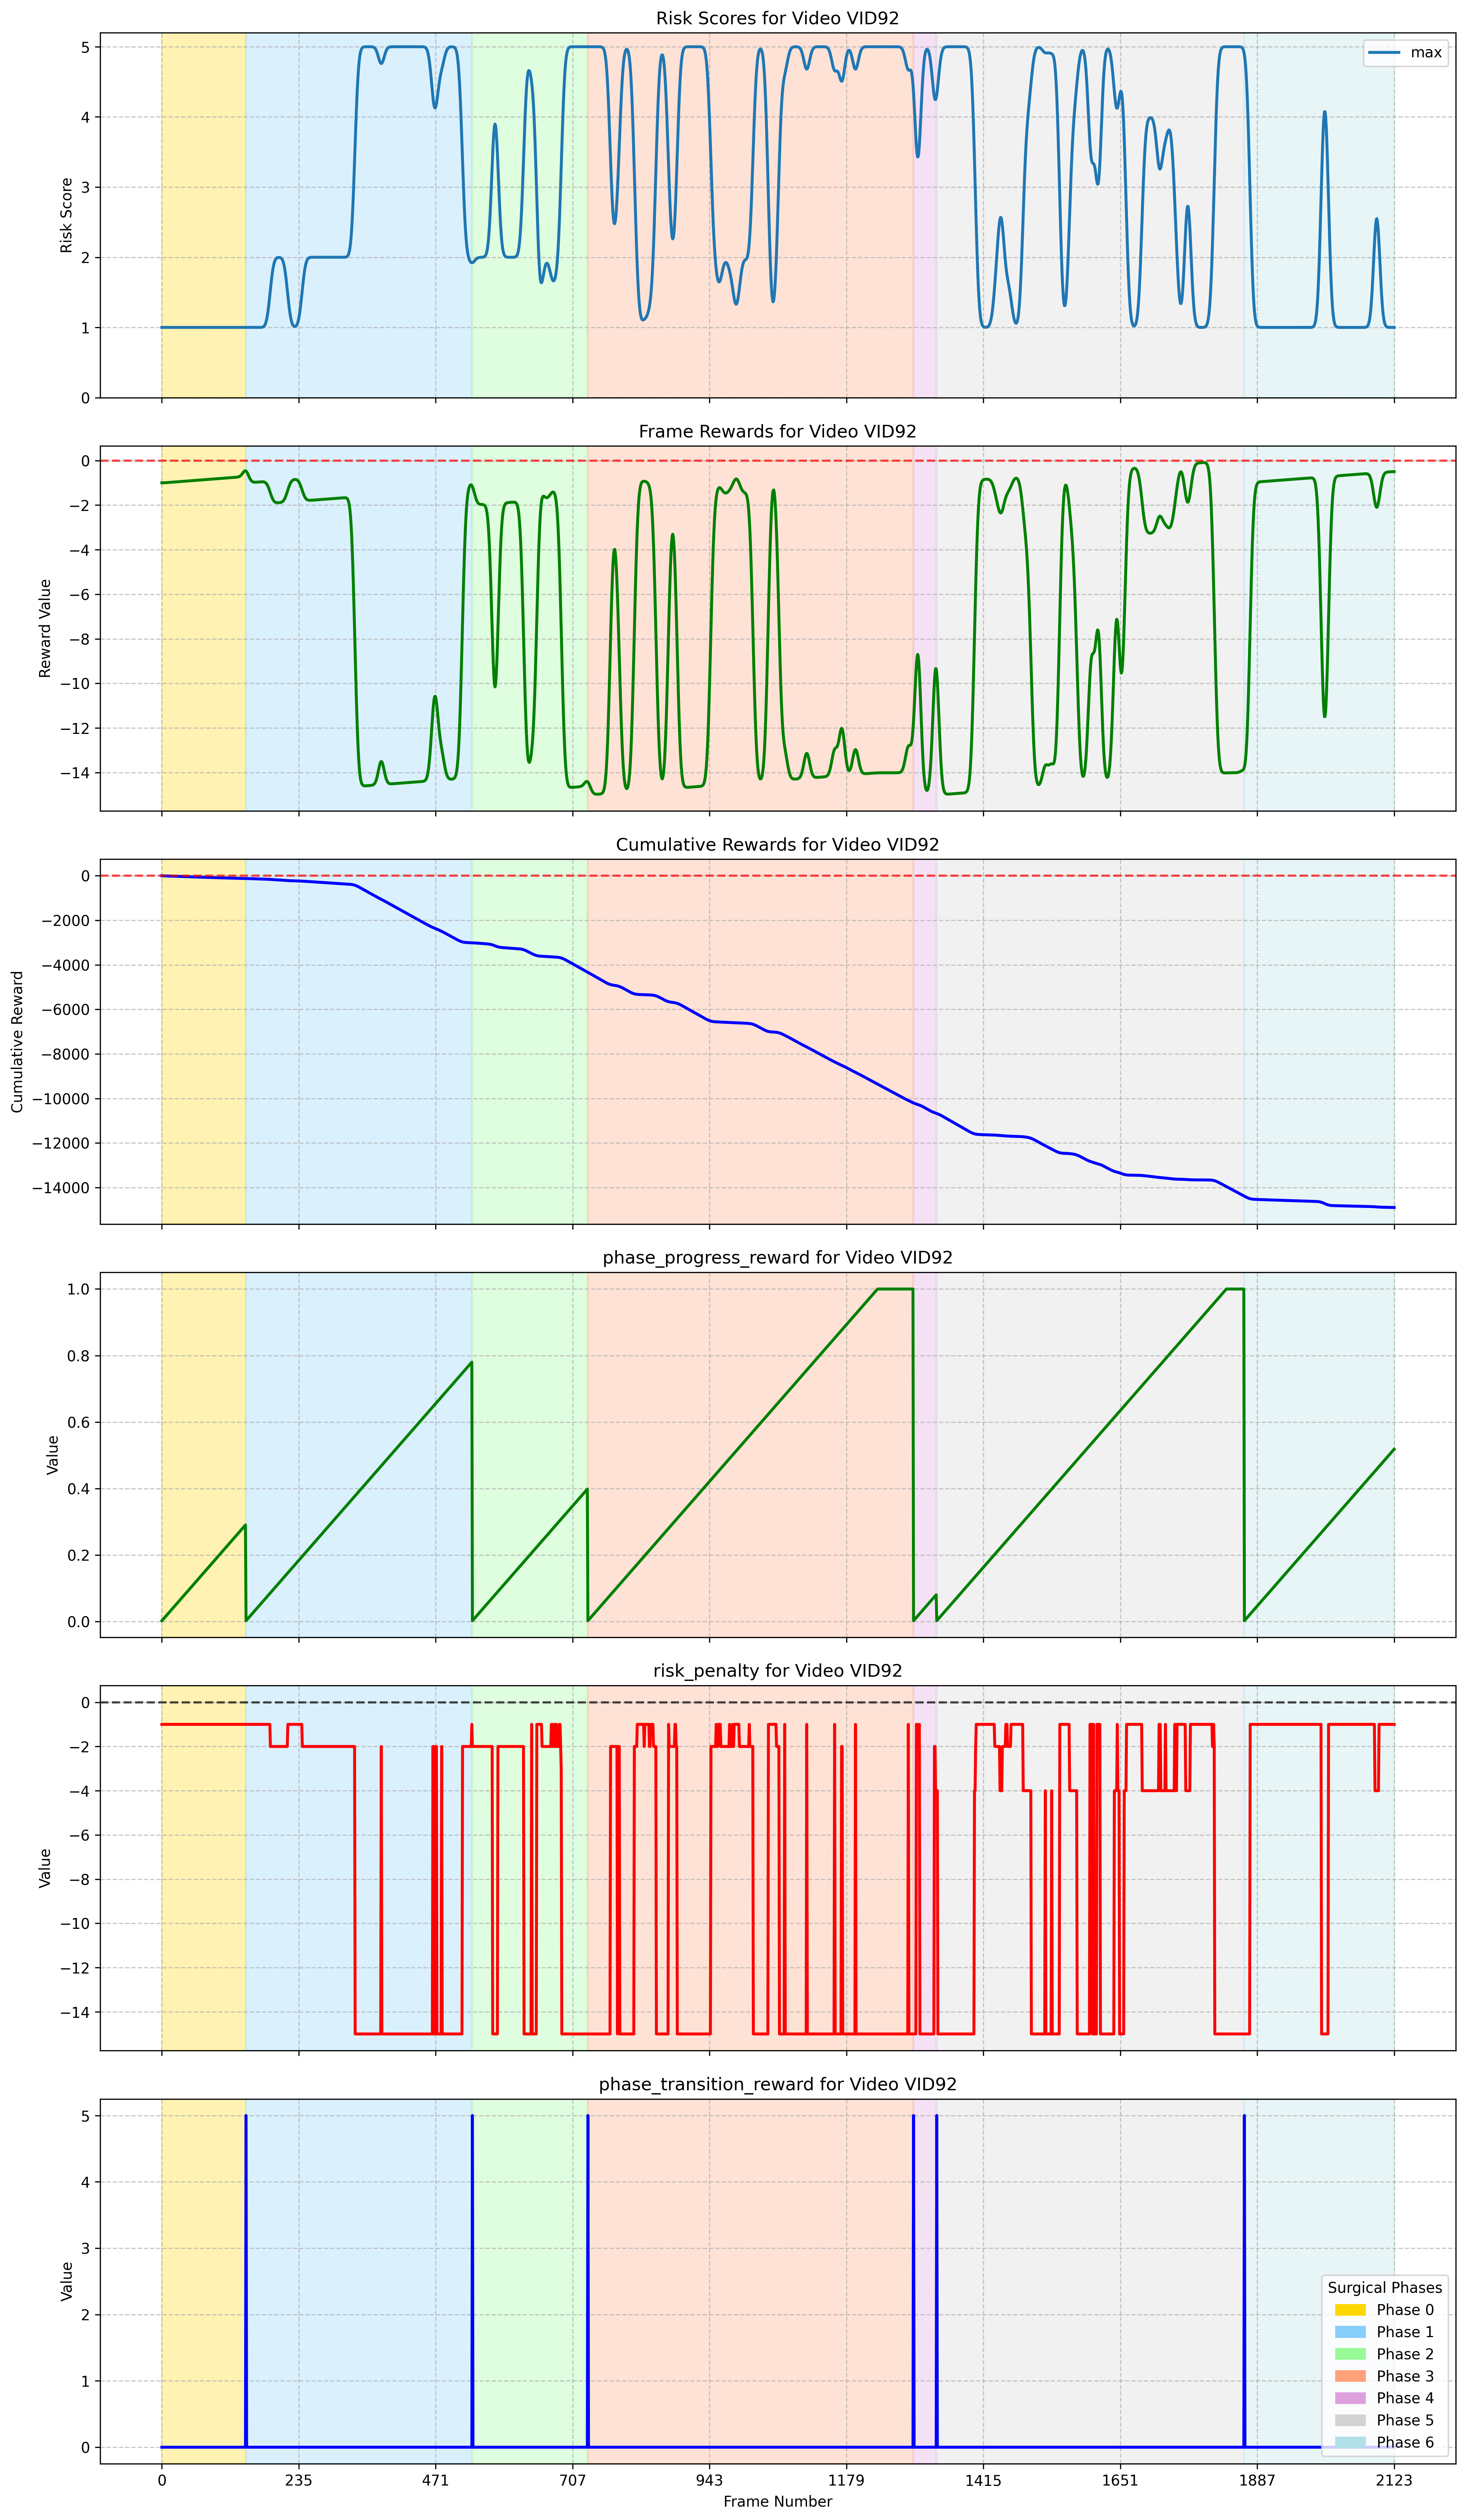 Risk Scores for Video VID92
max
Risk Score
5
4
3
2
1
0
Frame Rewards for Video VID92
Reward Value
0
−2
−4
−6
−8
−10
−12
−14
Cumulative Rewards for Video VID92
Cumulative Reward
0
−2000
−4000
−6000
−8000
−10000
−12000
−14000
phase_progress_reward for Video VID92
Value
1.0
0.8
0.6
0.4
0.2
0.0
risk_penalty for Video VID92
Value
0
−2
−4
−6
−8
−10
−12
−14
phase_transition_reward for Video VID92
Value
5
4
3
2
1
0
Surgical Phases
Phase 0
Phase 1
Phase 2
Phase 3
Phase 4
Phase 5
Phase 6
0 235 471 707 943 1179 1415 1651 1887 2123
Frame Number